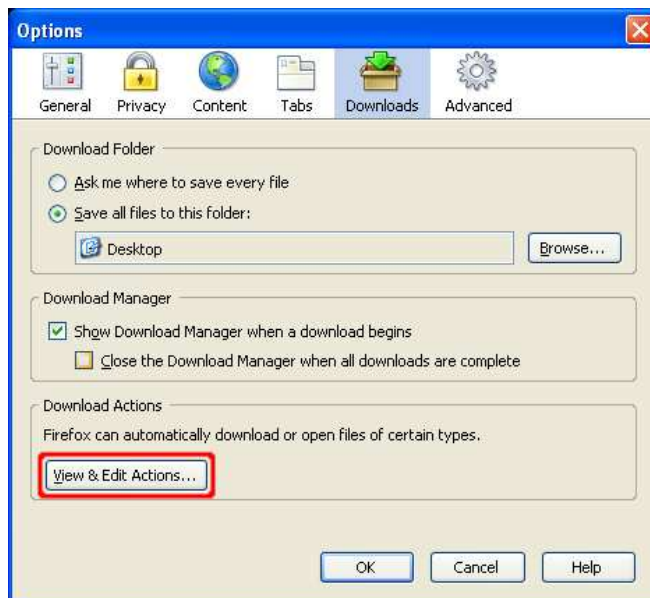 Options
General Privacy Content Tabs Downloads Advanced
Download Folder
Ask me where to save every file
Save all files to this folder:
Desktop Browse...
Download Manager
Show Download Manager when a download begins
Close the Download Manager when all downloads are complete
Download Actions
Firefox can automatically download or open files of certain types.
View & Edit Actions...
OK Cancel Help